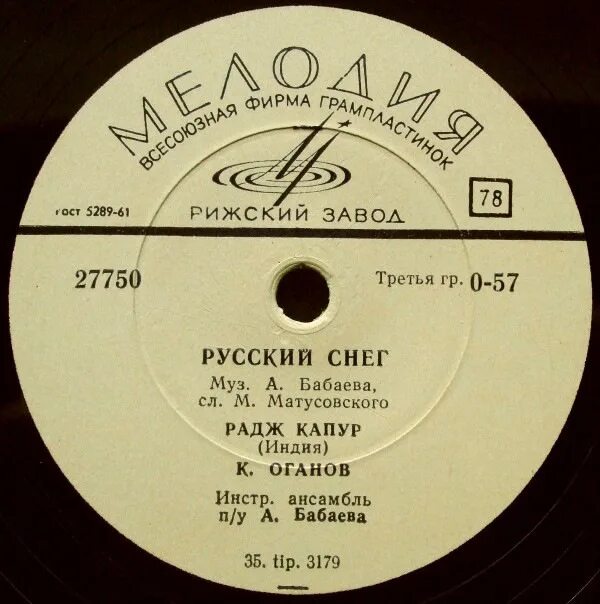 МЕЛОДИЯ
ВСЕСОЮЗНАЯ ФИРМА ГРАМПЛАСТИНОК
гост 5289-61
РИЖСКИЙ ЗАВОД
78
27750
Третья гр. 0-57
РУССКИЙ СНЕГ
Муз. А. Бабаева,
сл. М. Матусовского
РАДЖ КАПУР
(Индия)
К. ОГАНОВ
Инстр. ансамбль
п/у А. Бабаева
35. tip. 3179